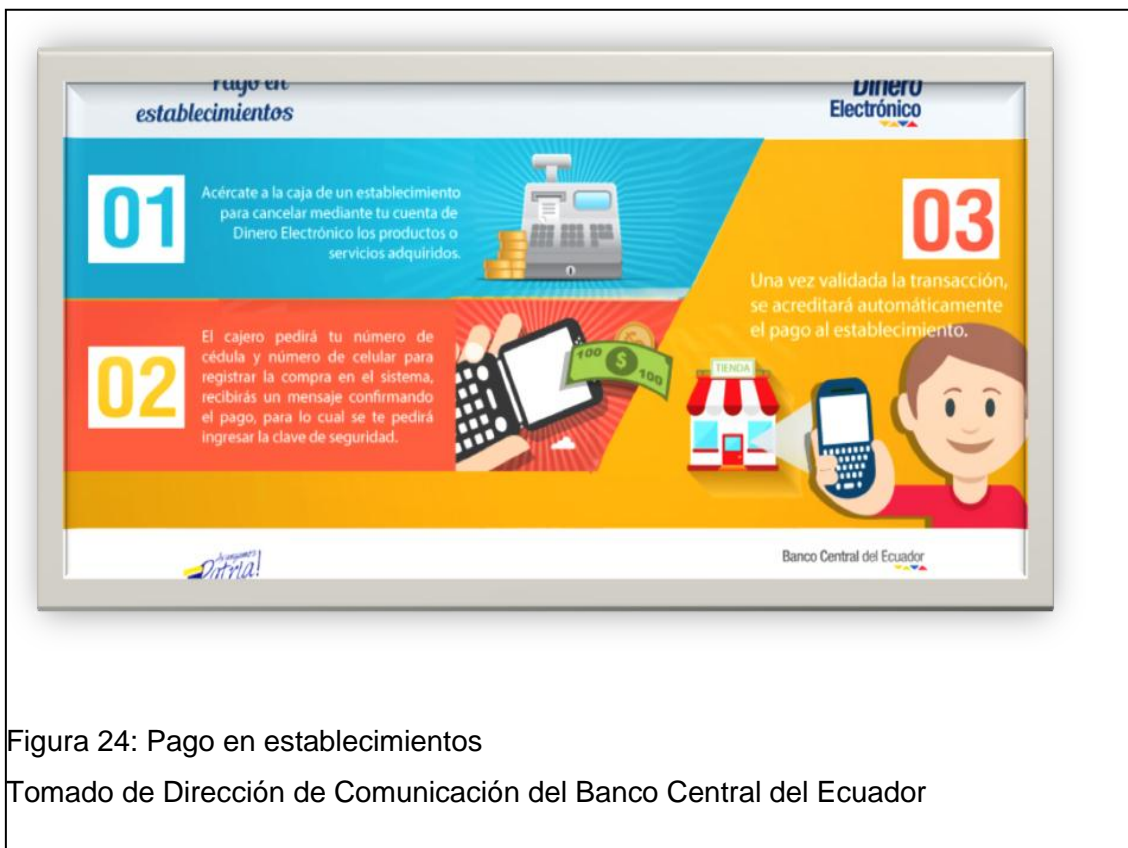 Pago en
establecimientos
Dinero
Electrónico
01
Acércate a la caja de un establecimiento
para cancelar mediante tu cuenta de
Dinero Electrónico los productos o
servicios adquiridos.
02
El cajero pedirá tu número de
cédula y número de celular para
registrar la compra en el sistema,
recibirás un mensaje confirmando
el pago, para lo cual se te pedirá
ingresar la clave de seguridad.
100 $ 100
03
Una vez validada la transacción,
se acreditará automáticamente
el pago al establecimiento.
TIENDA
Avanzamos
Patria!
Banco Central del Ecuador
Figura 24: Pago en establecimientos
Tomado de Dirección de Comunicación del Banco Central del Ecuador